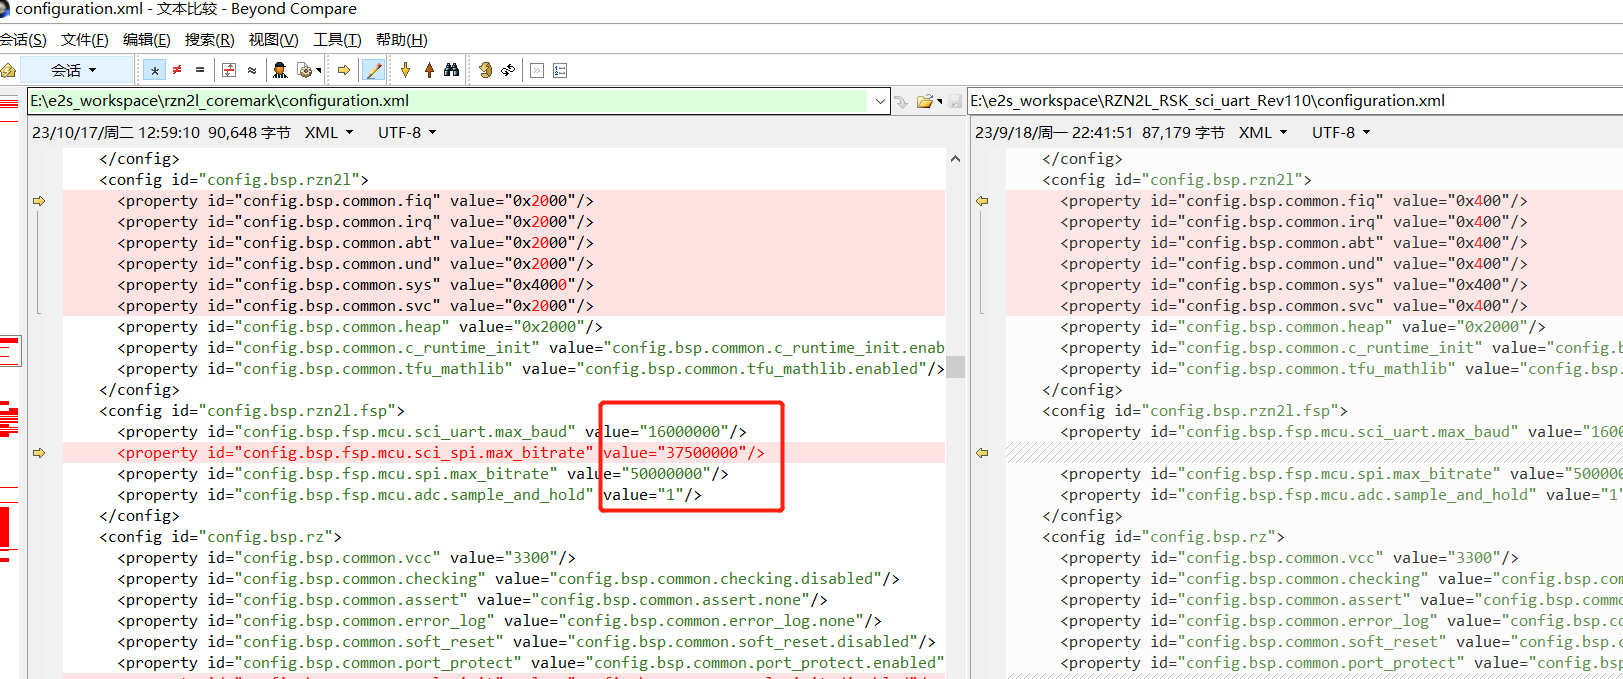 configuration.xml - 文本比较 - Beyond Compare
会话(S) 文件(F) 编辑(E) 搜索(R) 视图(V) 工具(T) 帮助(H)
会话
E:\e2s_workspace\rzn2l_coremark\configuration.xml
23/10/17/周二 12:59:10 90,648 字节 XML UTF-8
</config>
<config id="config.bsp.rzn2l">
<property id="config.bsp.common.fiq" value="0x2000"/>
<property id="config.bsp.common.irq" value="0x2000"/>
<property id="config.bsp.common.abt" value="0x2000"/>
<property id="config.bsp.common.und" value="0x2000"/>
<property id="config.bsp.common.sys" value="0x4000"/>
<property id="config.bsp.common.svc" value="0x2000"/>
<property id="config.bsp.common.heap" value="0x2000"/>
<property id="config.bsp.common.c_runtime_init" value="config.bsp.common.c_runtime_init.enab
<property id="config.bsp.common.tfu_mathlib" value="config.bsp.common.tfu_mathlib.enabled"/>
</config>
<config id="config.bsp.rzn2l.fsp">
<property id="config.bsp.fsp.mcu.sci_uart.max_baud" value="16000000"/>
<property id="config.bsp.fsp.mcu.sci_spi.max_bitrate" value="37500000"/>
<property id="config.bsp.fsp.mcu.spi.max_bitrate" value="50000000"/>
<property id="config.bsp.fsp.mcu.adc.sample_and_hold" value="1"/>
</config>
<config id="config.bsp.rz">
<property id="config.bsp.common.vcc" value="3300"/>
<property id="config.bsp.common.checking" value="config.bsp.common.checking.disabled"/>
<property id="config.bsp.common.assert" value="config.bsp.common.assert.none"/>
<property id="config.bsp.common.error_log" value="config.bsp.common.error_log.none"/>
<property id="config.bsp.common.soft_reset" value="config.bsp.common.soft_reset.disabled"/>
<property id="config.bsp.common.port_protect" value="config.bsp.common.port_protect.enabled"
E:\e2s_workspace\RZN2L_RSK_sci_uart_Rev110\configuration.xml
23/9/18/周一 22:41:51 87,179 字节 XML UTF-8
</config>
<config id="config.bsp.rzn2l">
<property id="config.bsp.common.fiq" value="0x400"/>
<property id="config.bsp.common.irq" value="0x400"/>
<property id="config.bsp.common.abt" value="0x400"/>
<property id="config.bsp.common.und" value="0x400"/>
<property id="config.bsp.common.sys" value="0x400"/>
<property id="config.bsp.common.svc" value="0x400"/>
<property id="config.bsp.common.heap" value="0x2000"/>
<property id="config.bsp.common.c_runtime_init" value="config.b
<property id="config.bsp.common.tfu_mathlib" value="config.bsp.
</config>
<config id="config.bsp.rzn2l.fsp">
<property id="config.bsp.fsp.mcu.sci_uart.max_baud" value="1600
<property id="config.bsp.fsp.mcu.spi.max_bitrate" value="500000
<property id="config.bsp.fsp.mcu.adc.sample_and_hold" value="1"
</config>
<config id="config.bsp.rz">
<property id="config.bsp.common.vcc" value="3300"/>
<property id="config.bsp.common.checking" value="config.bsp.com
<property id="config.bsp.common.assert" value="config.bsp.commo
<property id="config.bsp.common.error_log" value="config.bsp.co
<property id="config.bsp.common.soft_reset" value="config.bsp.c
<property id="config.bsp.common.port_protect" value="config.bsp